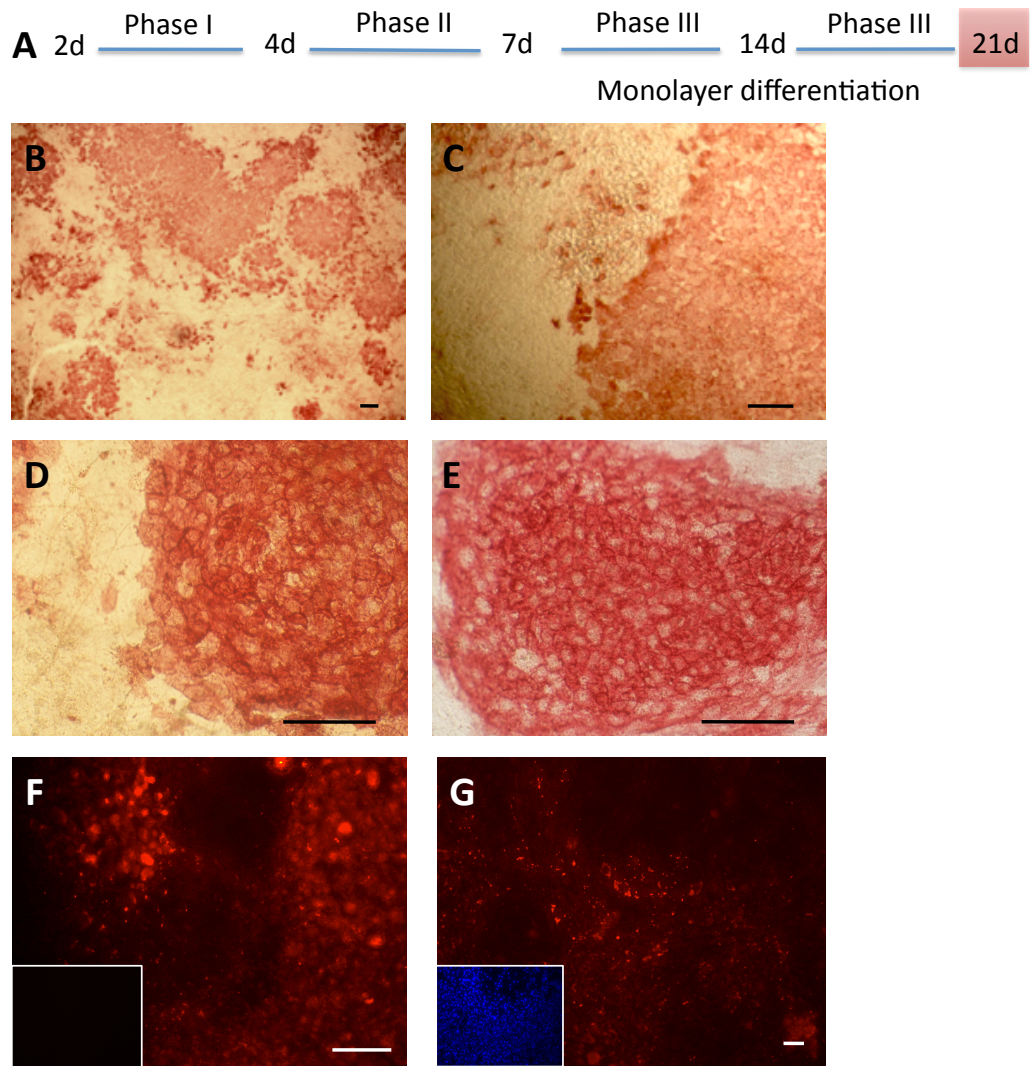 A 2d Phase I 4d Phase II 7d Phase III 14d Phase III 21d
Monolayer differentiation
B C
D E
F G